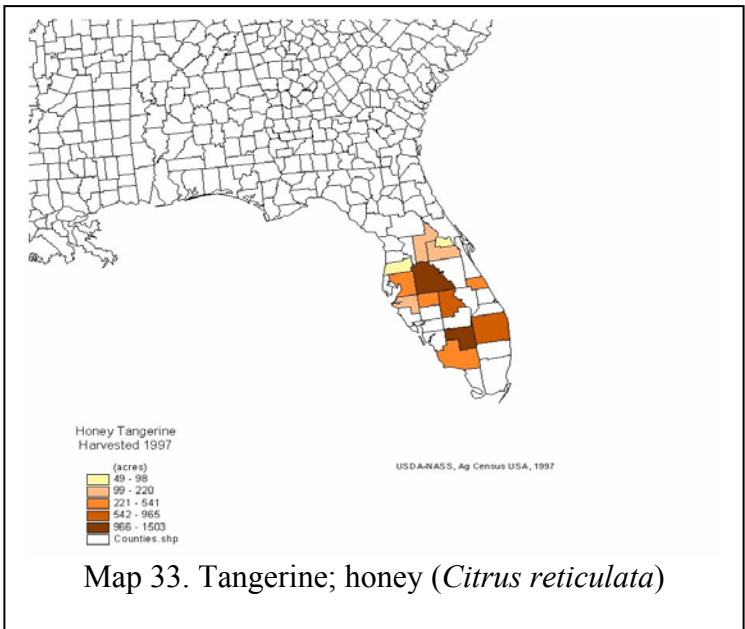 Honey Tangerine
Harvested 1997
(acres)
49 - 98
99 - 220
221 - 541
542 - 965
966 - 1503
Counties.shp
USDA-NASS, Ag Census USA, 1997
Map 33. Tangerine; honey (Citrus reticulata)